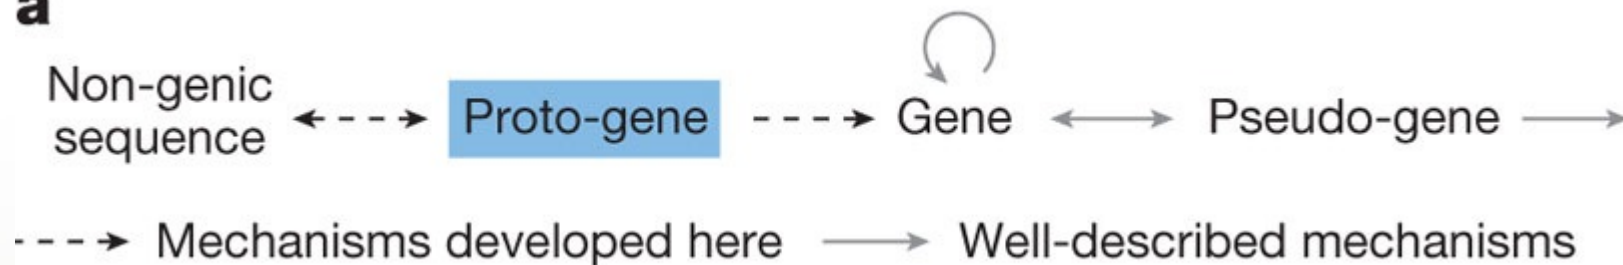 a
Non-genic
sequence
Proto-gene
Gene
Pseudo-gene
Mechanisms developed here
Well-described mechanisms